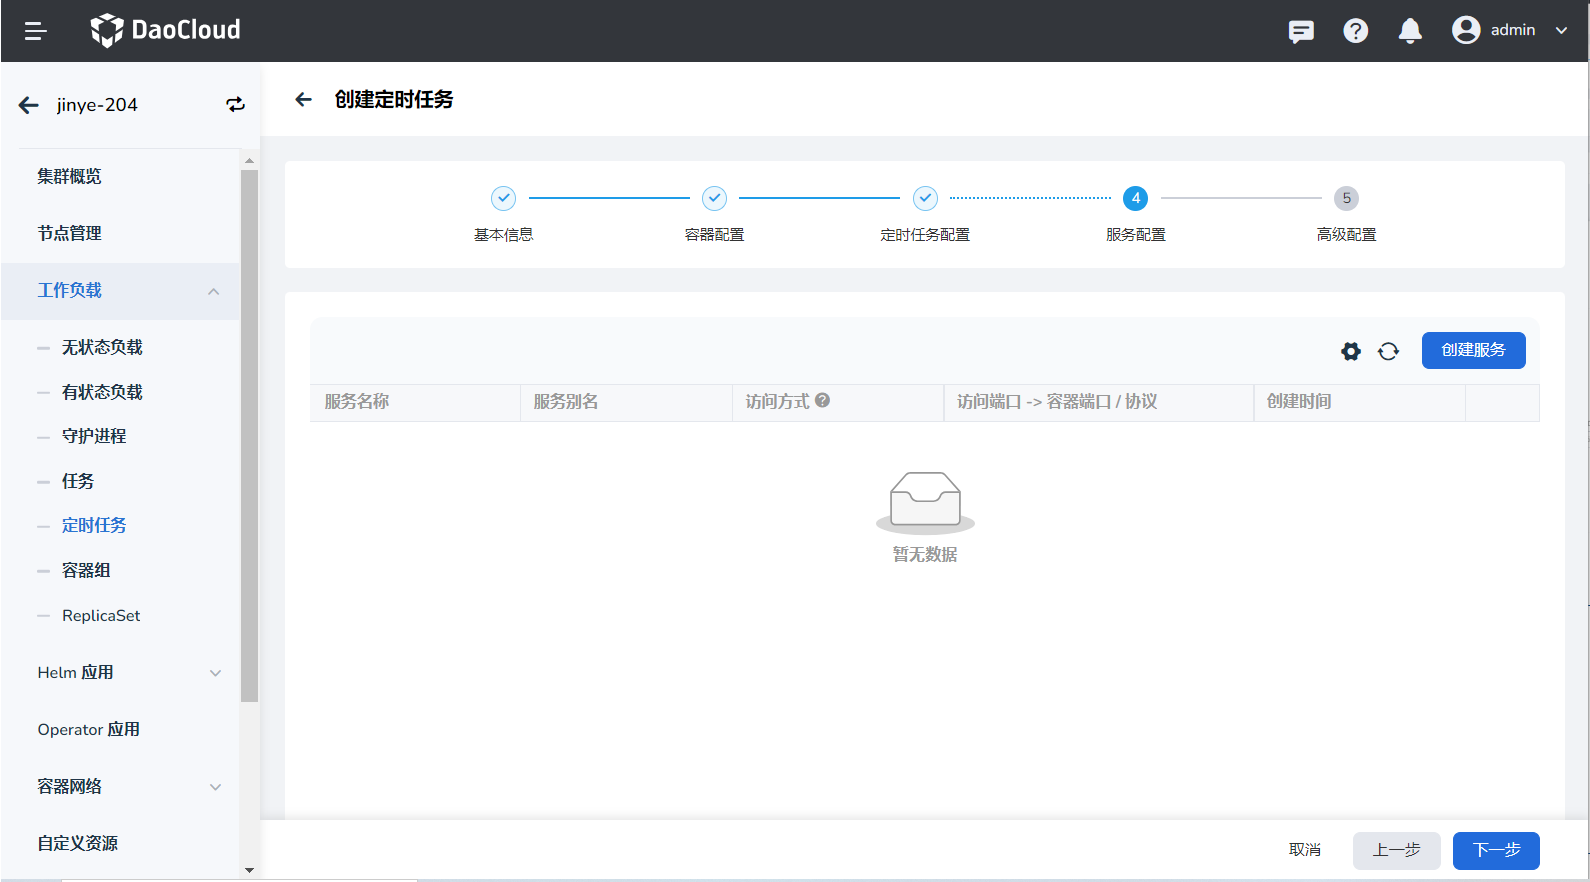 DaoCloud
admin
jinye-204
集群概览
节点管理
工作负载
无状态负载
有状态负载
守护进程
任务
定时任务
容器组
ReplicaSet
Helm 应用
Operator 应用
容器网络
自定义资源
创建定时任务
4 5
基本信息 容器配置 定时任务配置 服务配置 高级配置
创建服务
服务名称 服务别名 访问方式 访问端口 -> 容器端口 / 协议 创建时间
暂无数据
取消 上一步 下一步